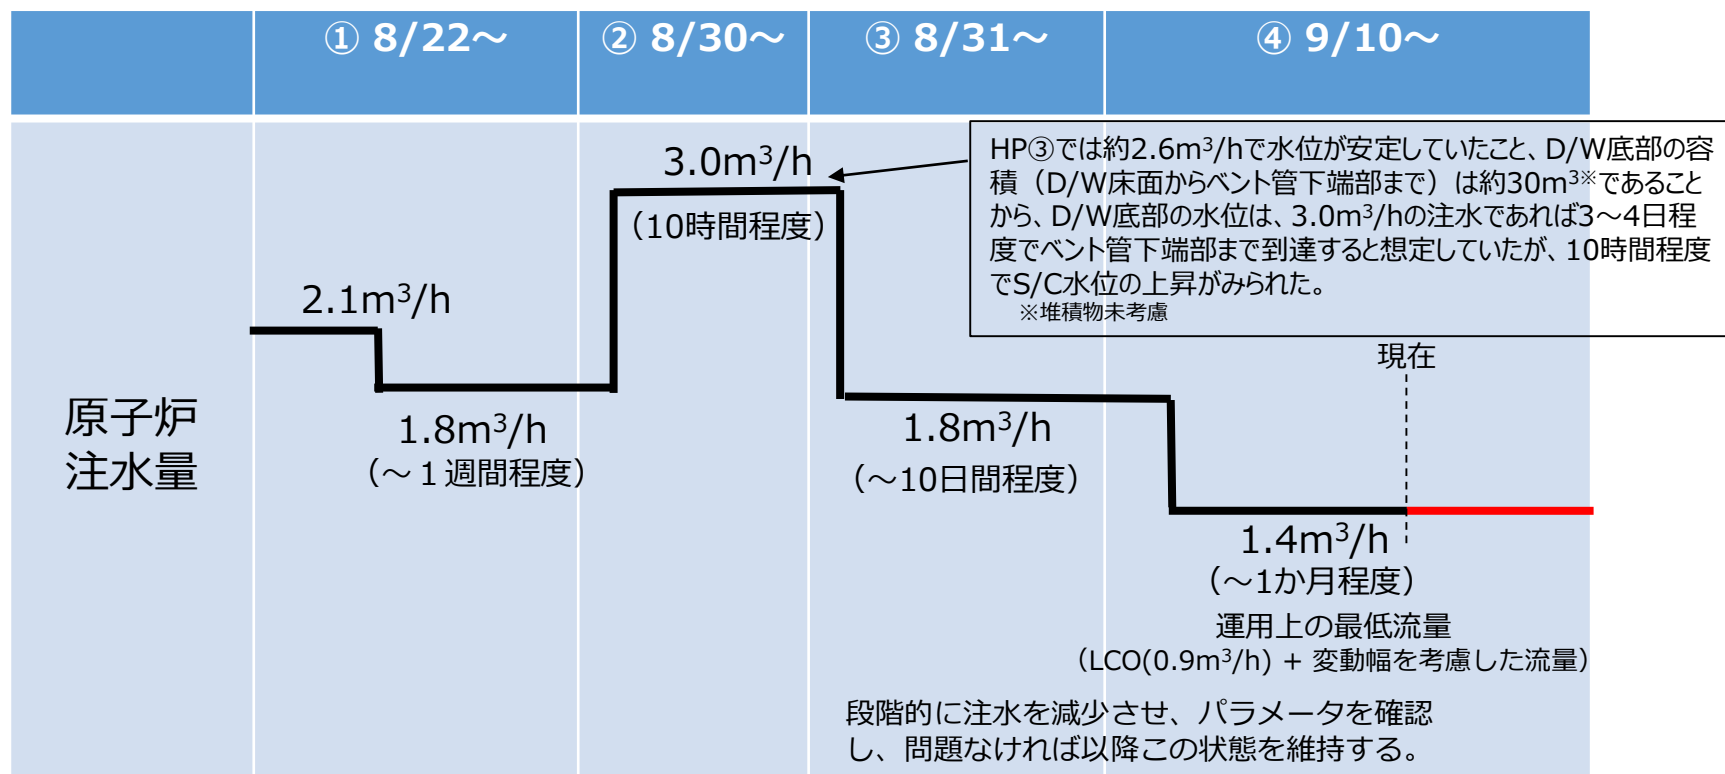 ① 8/22～
② 8/30～
③ 8/31～
④ 9/10～
原子炉
注水量
2.1m³/h
1.8m³/h
（～１週間程度）
3.0m³/h
（10時間程度）
HP③では約2.6m³/hで水位が安定していたこと、D/W底部の容
積（D/W床面からベント管下端部まで）は約30m³※であること
から、D/W底部の水位は、3.0m³/hの注水であれば3～4日程
度でベント管下端部まで到達すると想定していたが、10時間程度
でS/C水位の上昇がみられた。
※堆積物未考慮
1.8m³/h
（～10日間程度）
現在
1.4m³/h
（～1か月程度）
運用上の最低流量
（LCO(0.9m³/h) + 変動幅を考慮した流量）
段階的に注水を減少させ、パラメータを確認
し、問題なければ以降この状態を維持する。